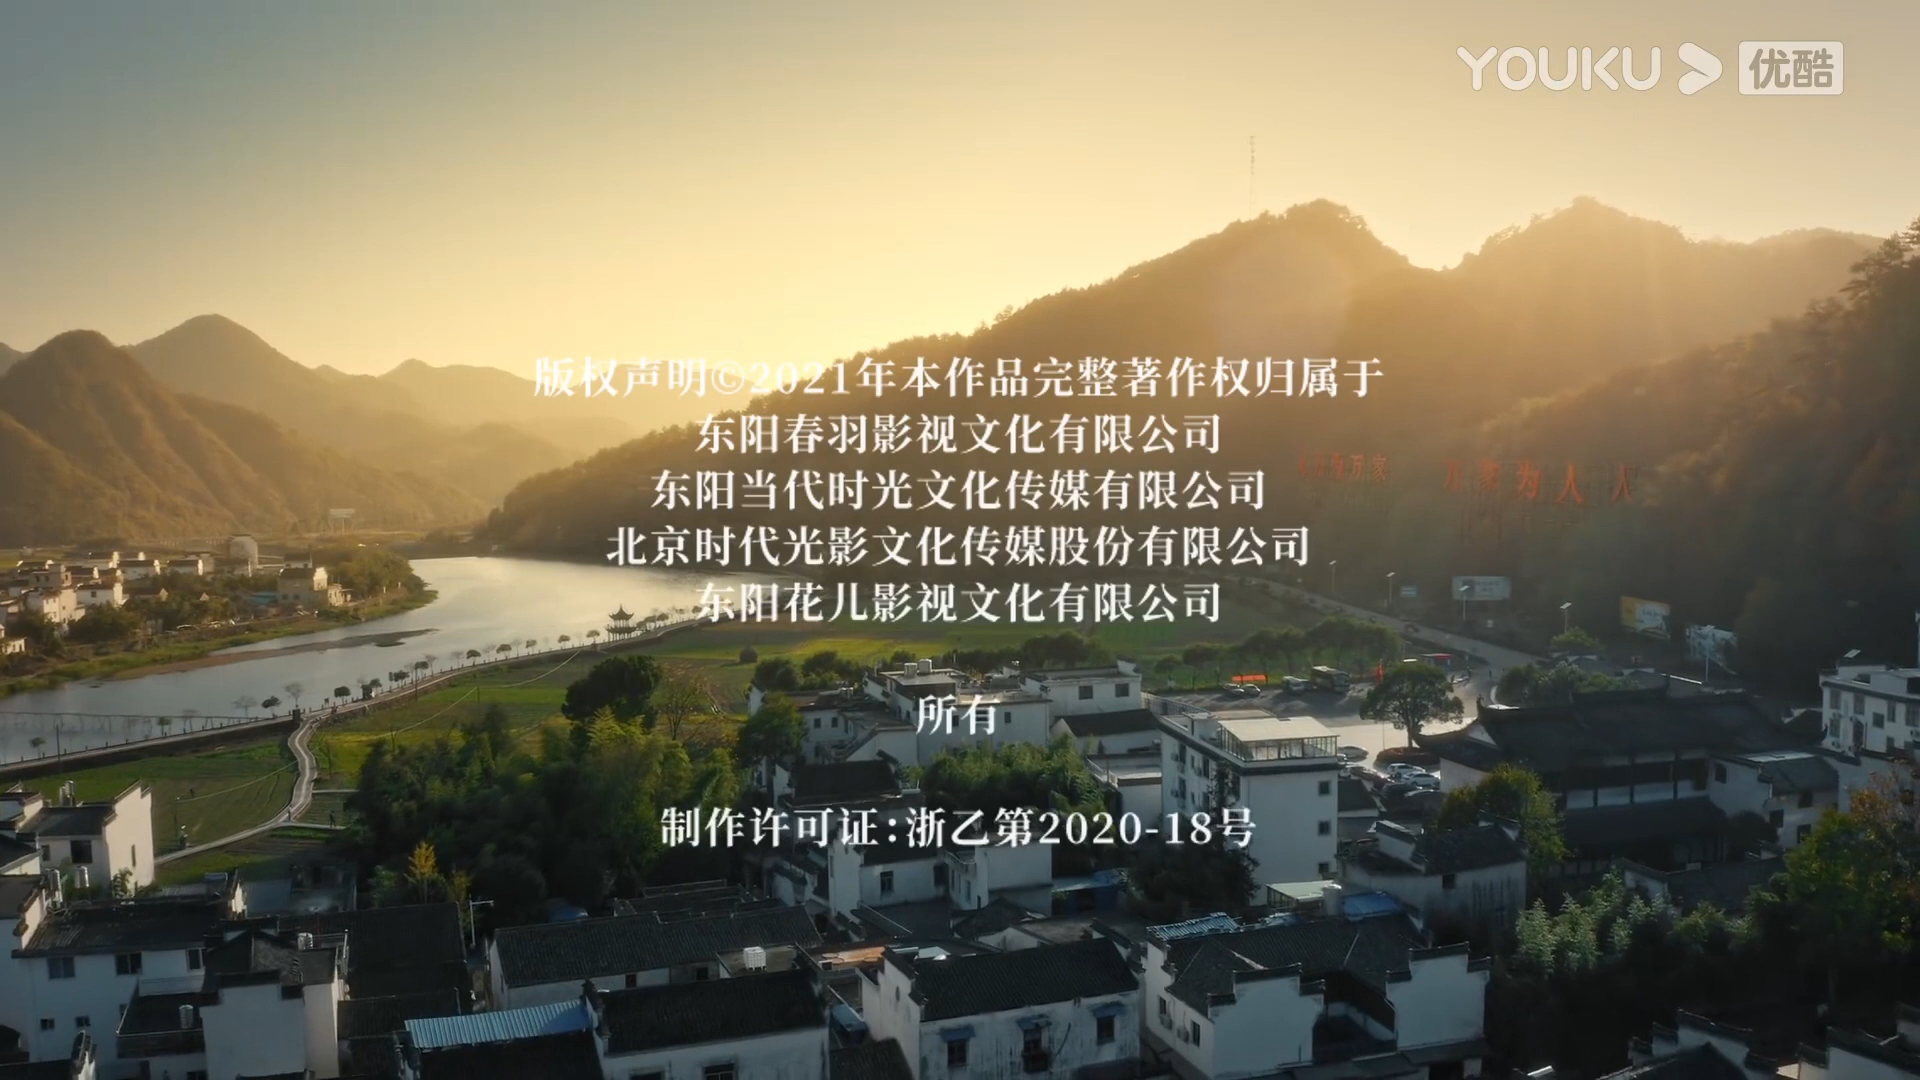 YOUKU 优酷
版权声明©2021年本作品完整著作权归属于
东阳春羽影视文化有限公司
东阳当代时光文化传媒有限公司
北京时代光影文化传媒股份有限公司
东阳花儿影视文化有限公司
所有
制作许可证:浙乙第2020-18号